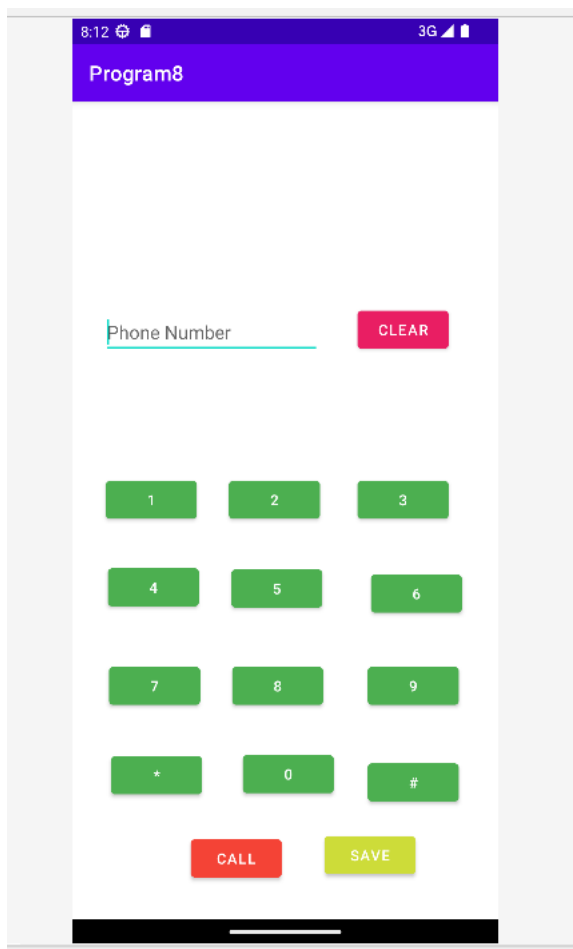 8:12 3G
Program8
Phone Number CLEAR
1 2 3
4 5 6
7 8 9
* 0 #
CALL SAVE